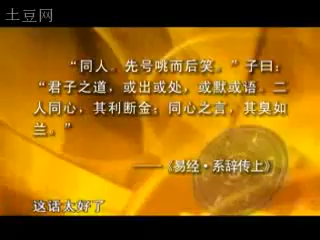 土豆网
“同人。先号咷而后笑。”子曰：
“君子之道，或出或处，或默或语。二
人同心，其利断金；同心之言，其臭如
兰。”
——《易经·系辞传上》
这话太好了